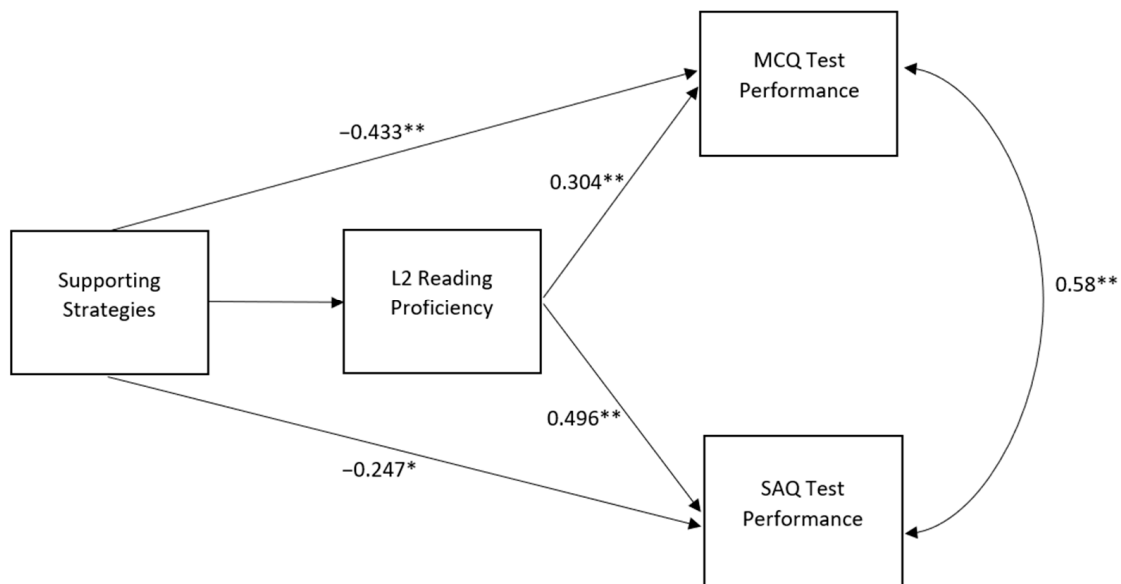 MCQ Test
Performance
−0.433**
0.304**
Supporting
Strategies
L2 Reading
Proficiency
0.58**
0.496**
−0.247*
SAQ Test
Performance